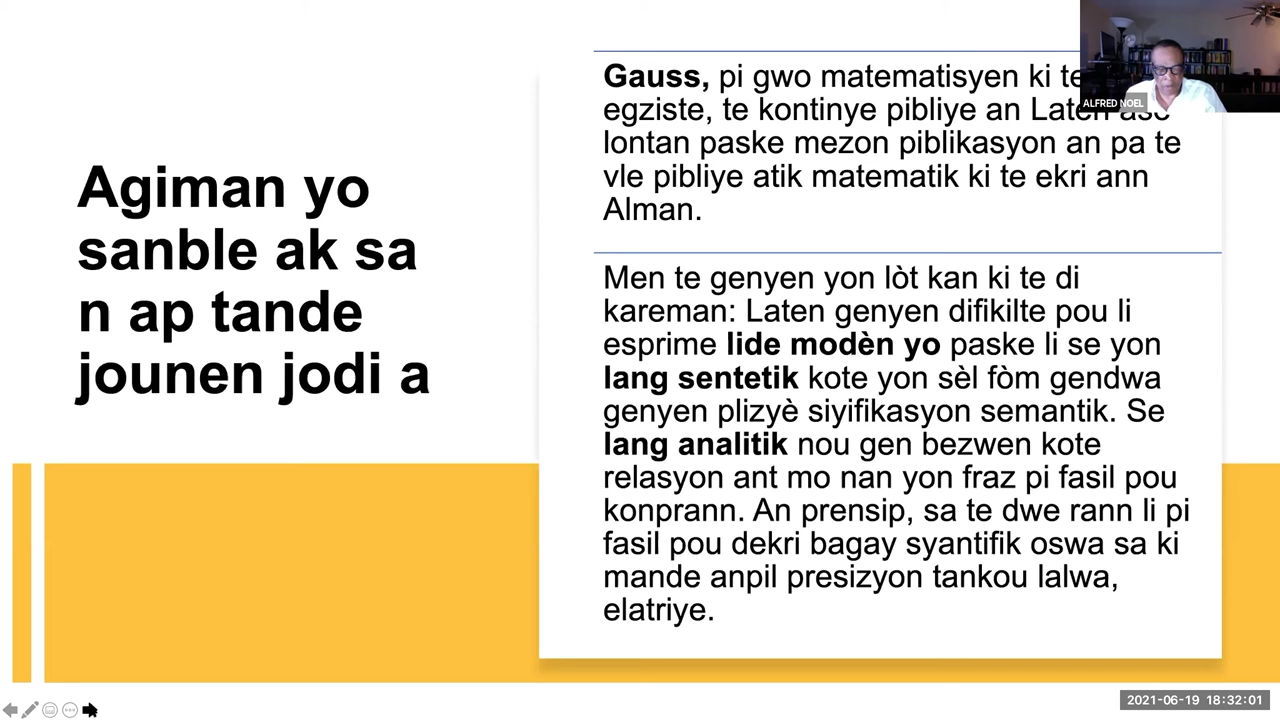 Agiman yo
sanble ak sa
n ap tande
jounen jodi a
Gauss, pi gwo matematisyen ki te
egziste, te kontinye pibliye an Laten ase
lontan paske mezon piblikasyon an pa te
vle pibliye atik matematik ki te ekri ann
Alman.
Men te genyen yon lòt kan ki te di
kareman: Laten genyen difikilte pou li
esprime lide modèn yo paske li se yon
lang sentetik kote yon sèl fòm gendwa
genyen plizyè siyifikasyon semantik. Se
lang analitik nou gen bezwen kote
relasyon ant mo nan yon fraz pi fasil pou
konprann. An prensip, sa te dwe rann li pi
fasil pou dekri bagay syantifik oswa sa ki
mande anpil presizyon tankou lalwa,
elatriye.
ALFRED NOEL
2021-06-19 18:32:01